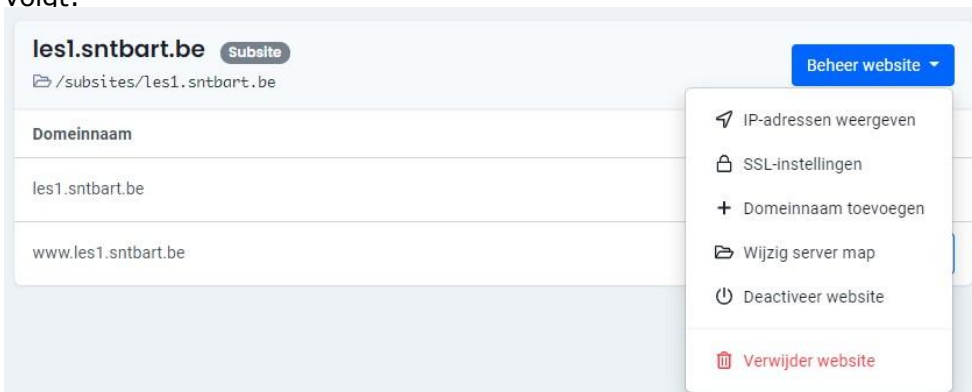 volgt:
les1.sntbart.be Subsite
/subsites/les1.sntbart.be
Beheer website
Domeinnaam
les1.sntbart.be
www.les1.sntbart.be
IP-adressen weergeven
SSL-instellingen
Domeinnaam toevoegen
Wijzig server map
Deactiveer website
Verwijder website